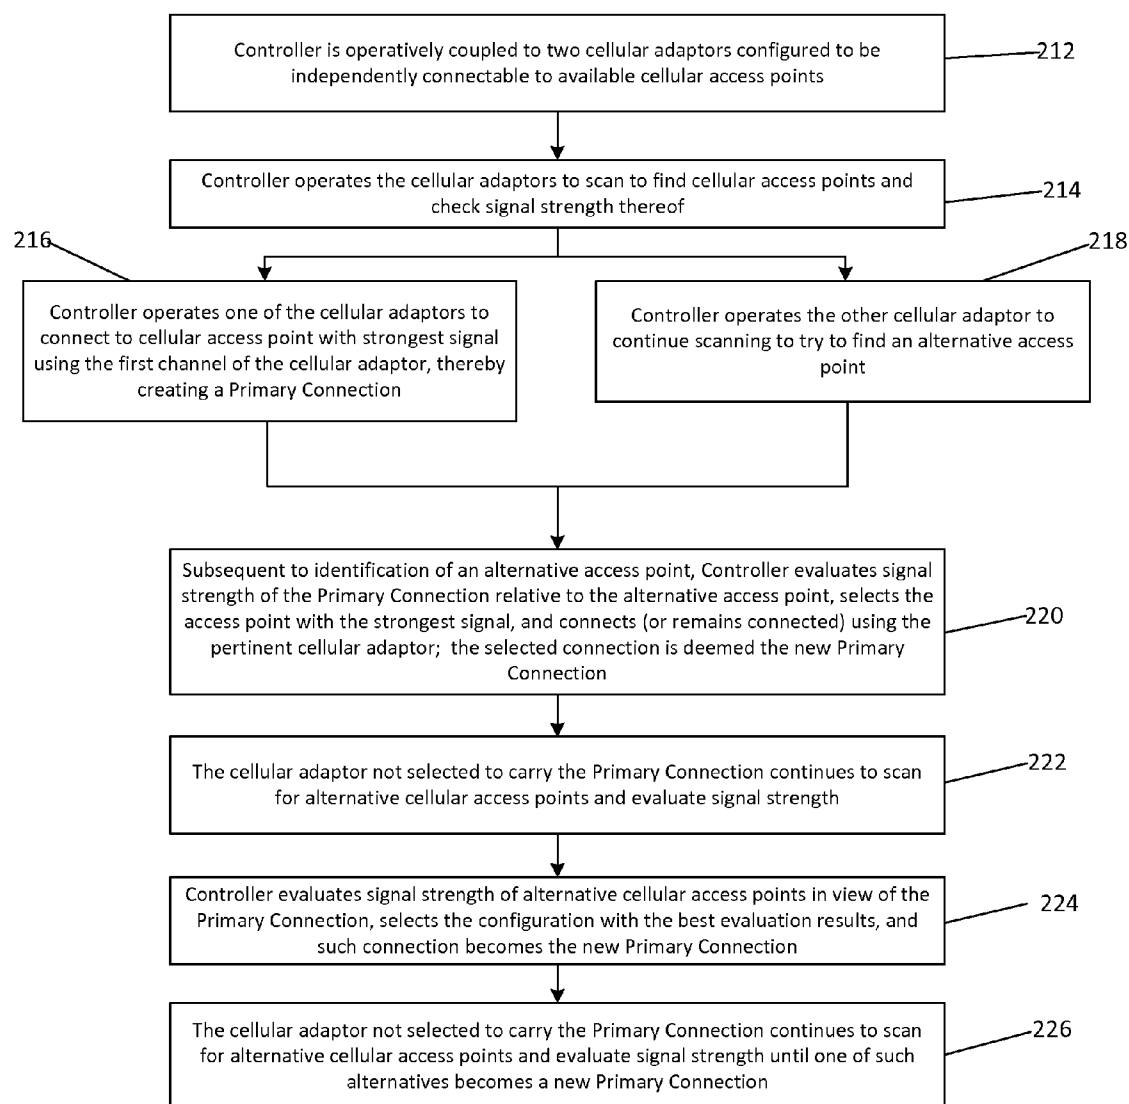 Controller is operatively coupled to two cellular adaptors configured to be
independently connectable to available cellular access points
212
Controller operates the cellular adaptors to scan to find cellular access points and
check signal strength thereof
214
216
218
Controller operates one of the cellular adaptors to
connect to cellular access point with strongest signal
using the first channel of the cellular adaptor, thereby
creating a Primary Connection
Controller operates the other cellular adaptor to
continue scanning to try to find an alternative access
point
Subsequent to identification of an alternative access point, Controller evaluates signal
strength of the Primary Connection relative to the alternative access point, selects the
access point with the strongest signal, and connects (or remains connected) using the
pertinent cellular adaptor;  the selected connection is deemed the new Primary
Connection
220
The cellular adaptor not selected to carry the Primary Connection continues to scan
for alternative cellular access points and evaluate signal strength
222
Controller evaluates signal strength of alternative cellular access points in view of the
Primary Connection, selects the configuration with the best evaluation results, and
such connection becomes the new Primary Connection
224
The cellular adaptor not selected to carry the Primary Connection continues to scan
for alternative cellular access points and evaluate signal strength until one of such
alternatives becomes a new Primary Connection
226